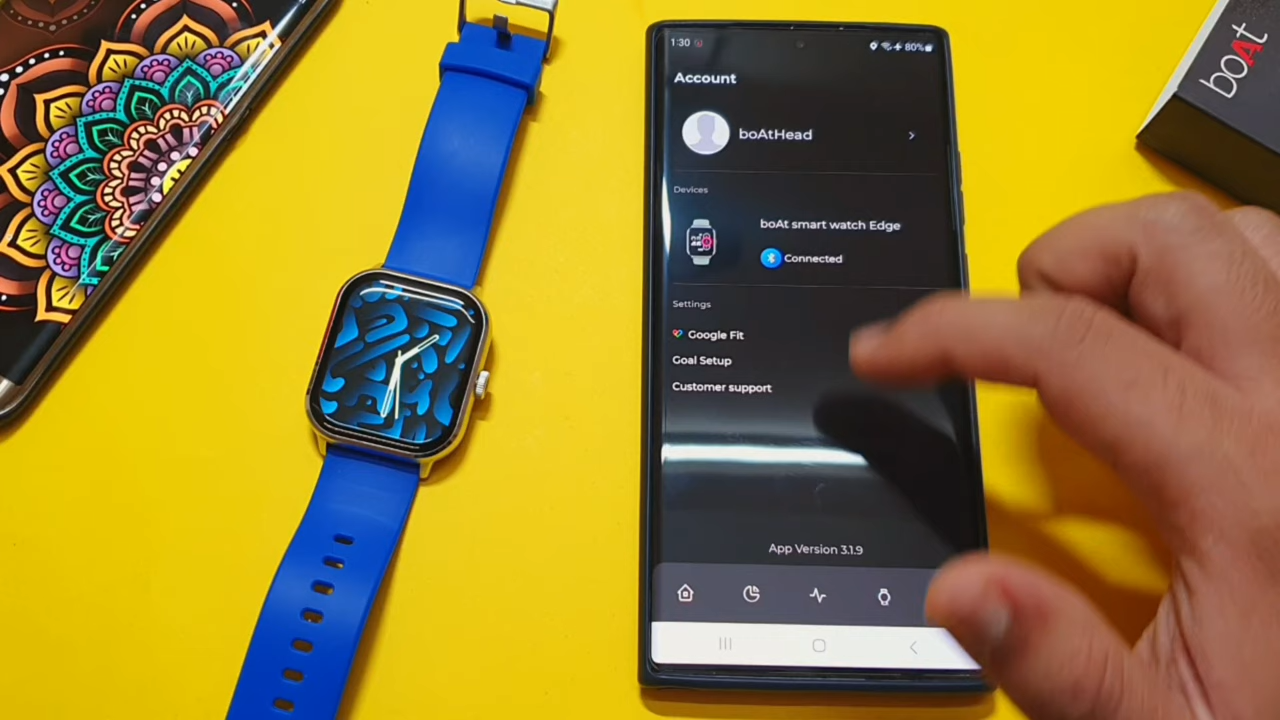 1:30
80%
Account
boAtHead
Devices
boAt smart watch Edge
Connected
Settings
Google Fit
Goal Setup
Customer support
App Version 3.1.9
boAt